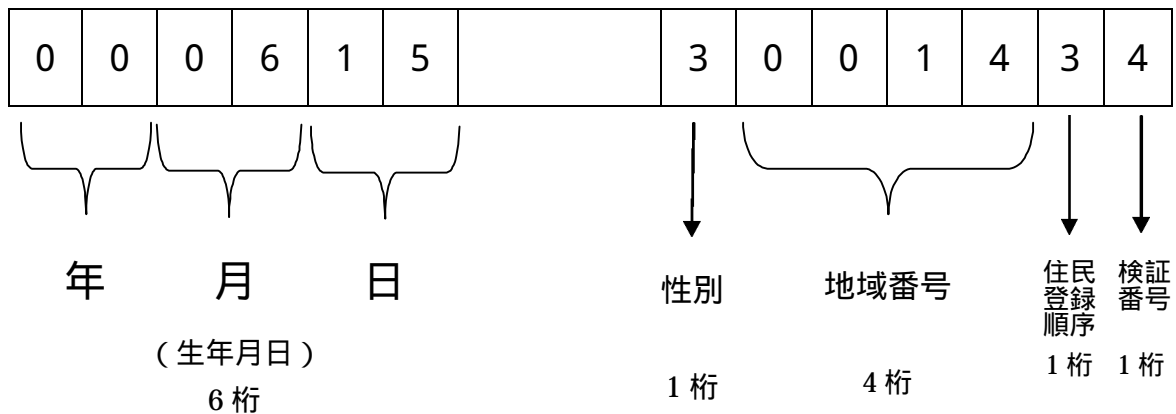 0 0 0 6 1 5 3 0 0 1 4 3 4
年 月 日 性別 地域番号 住民登録順序 検証番号
(生年月日)
6 桁 1 桁 4 桁 1 桁 1 桁